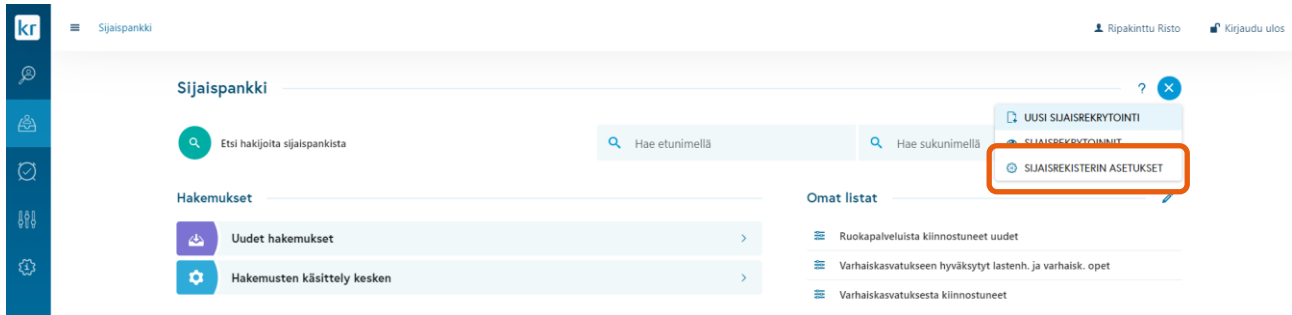 kr
Sijaispankki
Ripakinttu Risto
Kirjaudu ulos
Sijaispankki
?
UUSI SIJAISREKRYTOINTI
SIJAISREKRYTOINNIT
SIJAISREKISTERIN ASETUKSET
Etsi hakijoita sijaispankista
Hae etunimellä
Hae sukunimellä
Hakemukset
Uudet hakemukset
Hakemusten käsittely kesken
Omat listat
Ruokapalveluista kiinnostuneet uudet
Varhaiskasvatukseen hyväksytyt lastenh. ja varhaisk. opet
Varhaiskasvatuksesta kiinnostuneet